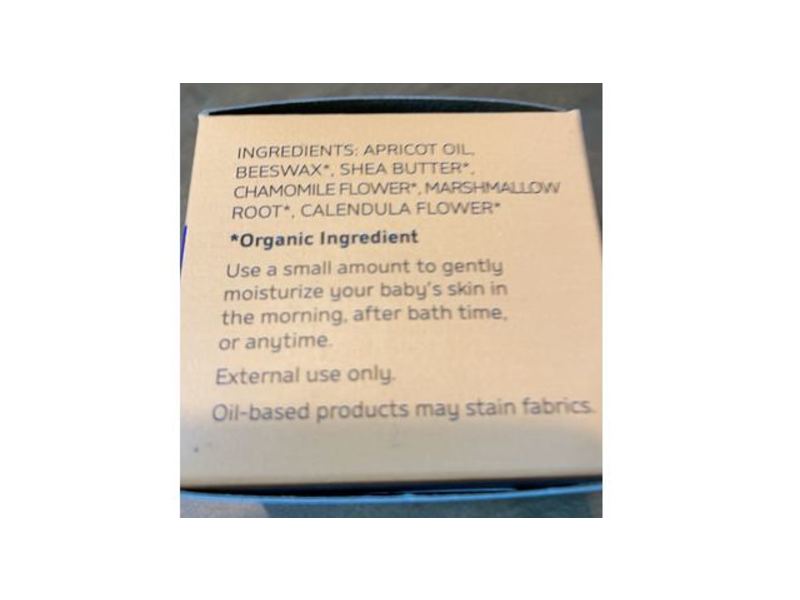 INGREDIENTS: APRICOT OIL,
BEESWAX*, SHEA BUTTER*,
CHAMOMILE FLOWER*, MARSHMALLOW
ROOT*, CALENDULA FLOWER*
*Organic Ingredient
Use a small amount to gently
moisturize your baby's skin in
the morning, after bath time,
or anytime.
External use only.
Oil-based products may stain fabrics.